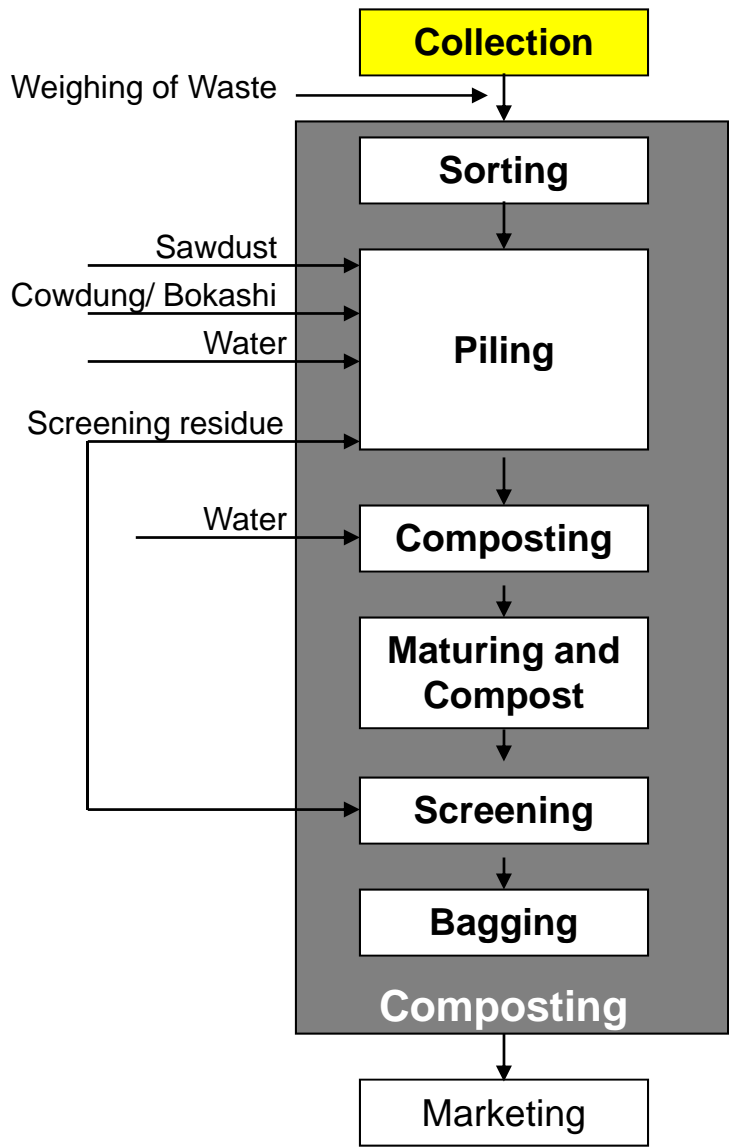 Collection
Weighing of Waste
Sorting
Sawdust
Cowdung/ Bokashi
Water
Piling
Screening residue
Water
Composting
Maturing and
Compost
Screening
Bagging
Composting
Marketing